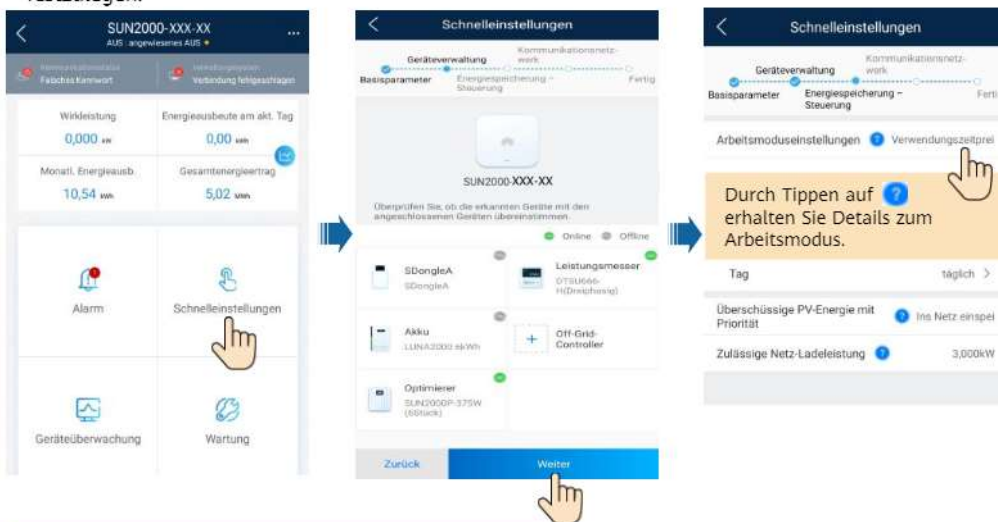 festzulegen.
SUN2000-XXX-XX
AUS : angewiesenes AUS
Kommunikationsstatus
Falsches Kennwort
Verbindung fehlgeschlagen
Wirkleistung
Energieausbeute am akt. Tag
0,000 kW
0,00 kWh
Monatl. Energieausb.
Gesamtenergieertrag
10,54 kWh
5,02 MWh
Alarm
Schnelleinstellungen
Geräteüberwachung
Wartung
Schnelleinstellungen
Geräteverwaltung
Kommunikationsnetz-
werk
Basisparameter
Energiespeicherung –
Steuerung
Fertig
SUN2000-XXX-XX
Überprüfen Sie, ob die erkannten Geräte mit den
angeschlossenen Geräten übereinstimmen.
Online
Offline
SDongleA
SDongleA
Leistungsmesser
DTSU666-
H(Dreiphasig)
Akku
LUNA2000
Off-Grid-
Controller
Optimierer
SUN2000P-375W
(6Stück)
Zurück
Weiter
Schnelleinstellungen
Geräteverwaltung
Kommunikationsnetz-
werk
Basisparameter
Energiespeicherung –
Steuerung
Ferti
Arbeitsmoduseinstellungen ? Verwendungszeitprei
Durch Tippen auf ?
erhalten Sie Details zum
Arbeitsmodus.
Tag
täglich >
Überschüssige PV-Energie mit
Priorität
? Ins Netz einspei
Zulässige Netz-Ladeleistung ? 3,000kW